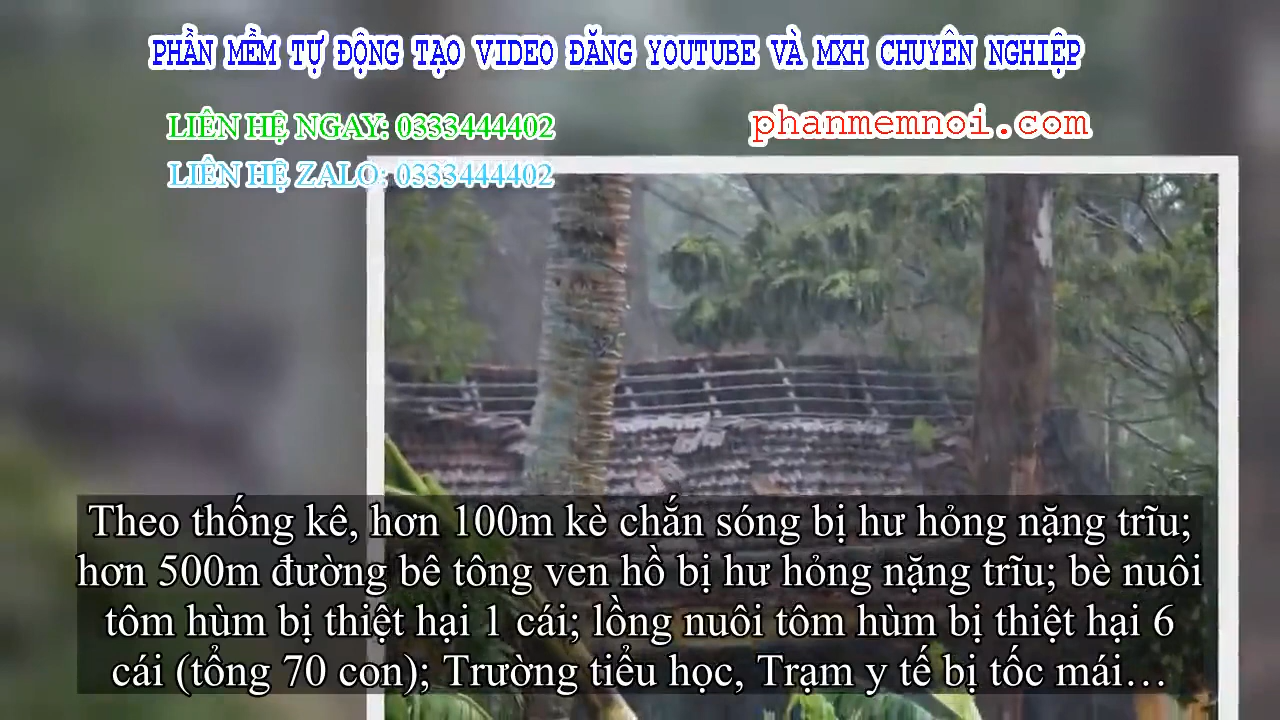 PHẦN MỀM TỰ ĐỘNG TẠO VIDEO ĐĂNG YOUTUBE VÀ MXH CHUYÊN NGHIỆP
LIÊN HỆ NGAY: 0333444402
phanmemnoi.com
LIÊN HỆ ZALO: 0333444402
Theo thống kê, hơn 100m kè chắn sóng bị hư hỏng nặng trĩu;
hơn 500m đường bê tông ven hồ bị hư hỏng nặng trĩu; bè nuôi
tôm hùm bị thiệt hại 1 cái; lồng nuôi tôm hùm bị thiệt hại 6
cái (tổng 70 con); Trường tiểu học, Trạm y tế bị tốc mái…